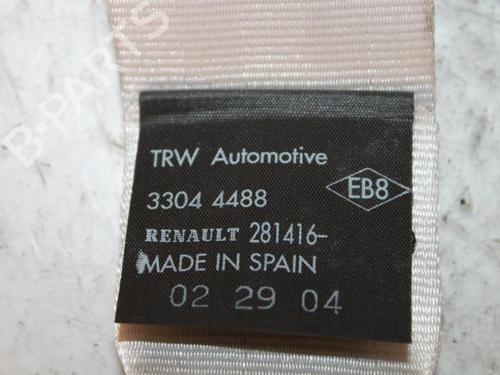 B-PARTS
TRW Automotive
3304 4488
EB8
RENAULT 281416-
MADE IN SPAIN
02 29 04